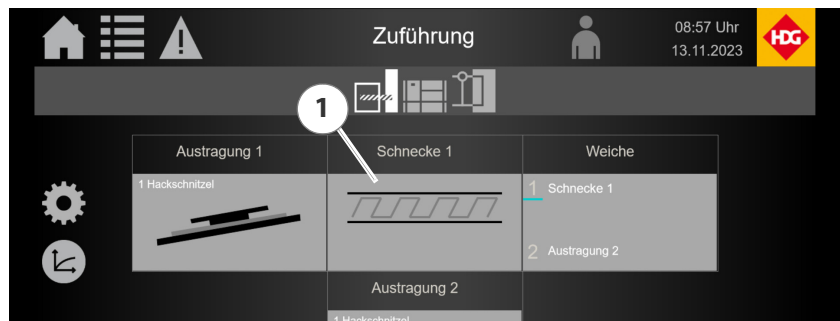 Zuführung
08:57 Uhr
13.11.2023
HDG
1
Austragung 1
Schnecke 1
Weiche
1 Hackschnitzel
1 Schnecke 1
2 Austragung 2
Austragung 2
1 Hackschnitzel